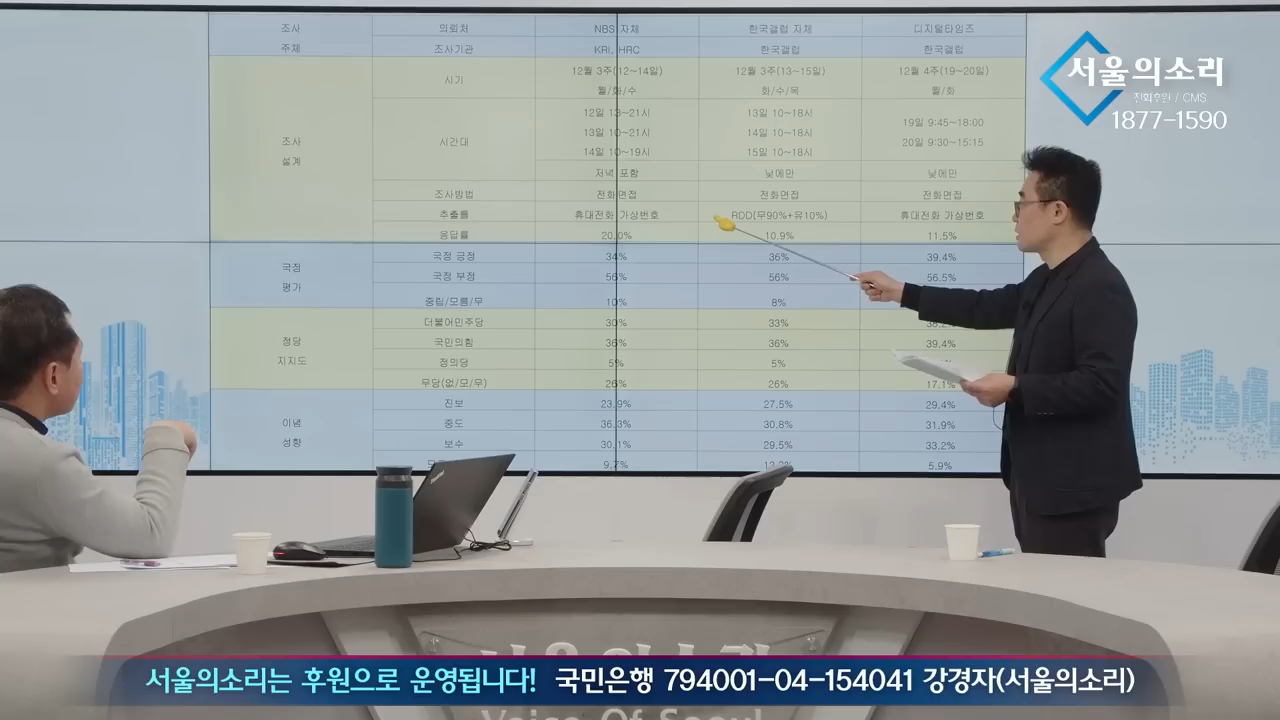 조사 의뢰처 NBS 자체 한국갤럽 자체 디지털타임즈
주체 조사기관 KRI, HRC 한국갤럽 한국갤럽
시기 12월 3주(12~14일) 12월 3주(13~15일) 12월 4주(19~20일)
월/화/수 화/수/목 월/화
12일 13~21시 13일 10~18시 19일 9:45~18:00
조사 시간대 13일 10~21시 14일 10~18시 20일 9:30~15:15
설계 14일 10~19시 15일 10~18시
저녁 포함 낮에만 낮에만
조사방법 전화면접 전화면접 전화면접
추출틀 휴대전화 가상번호 RDD(무90%+유10%) 휴대전화 가상번호
응답률 20.0% 10.9% 11.5%
국정 국정 긍정 34% 36% 39.4%
평가 국정 부정 56% 56% 56.5%
중립/모름/무 10% 8%
더불어민주당 30% 33%
정당 국민의힘 36% 36% 39.4%
지지도 정의당 5% 5%
무당(없/모/무) 26% 26% 17.1%
진보 23.9% 27.5% 29.4%
이념 중도 36.3% 30.8% 31.9%
성향 보수 30.1% 29.5% 33.2%
9.7% 5.9%
서울의소리
전화후원 / CMS
1877-1590
서울의소리
서울의소리는 후원으로 운영됩니다! 국민은행 794001-04-154041 강경자(서울의소리)
Voice Of Seoul